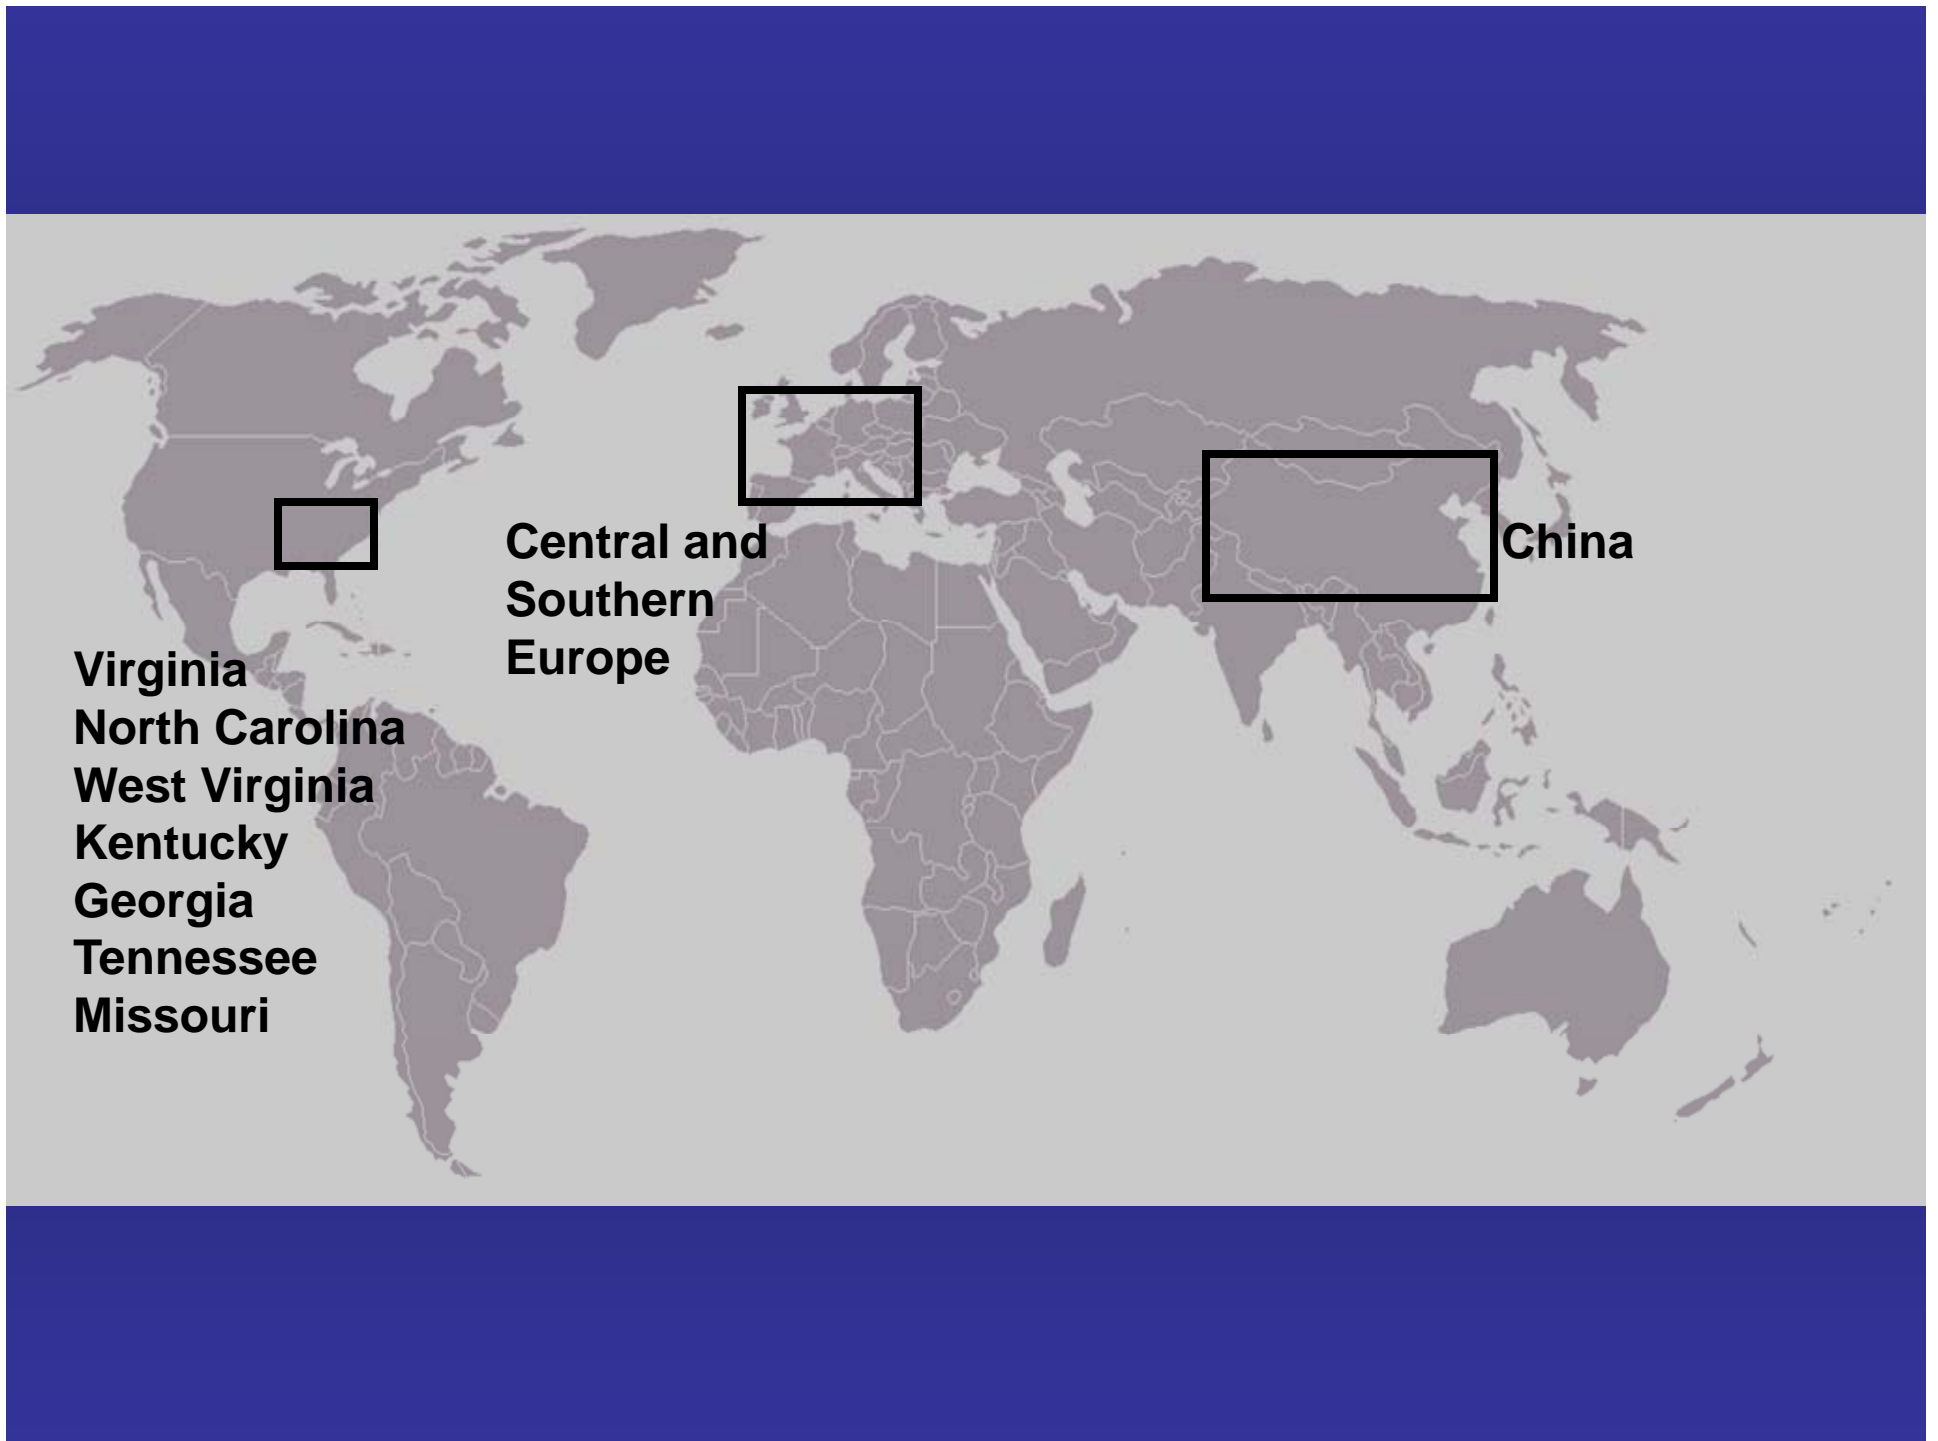 Central and
Southern
Europe
China
Virginia
North Carolina
West Virginia
Kentucky
Georgia
Tennessee
Missouri